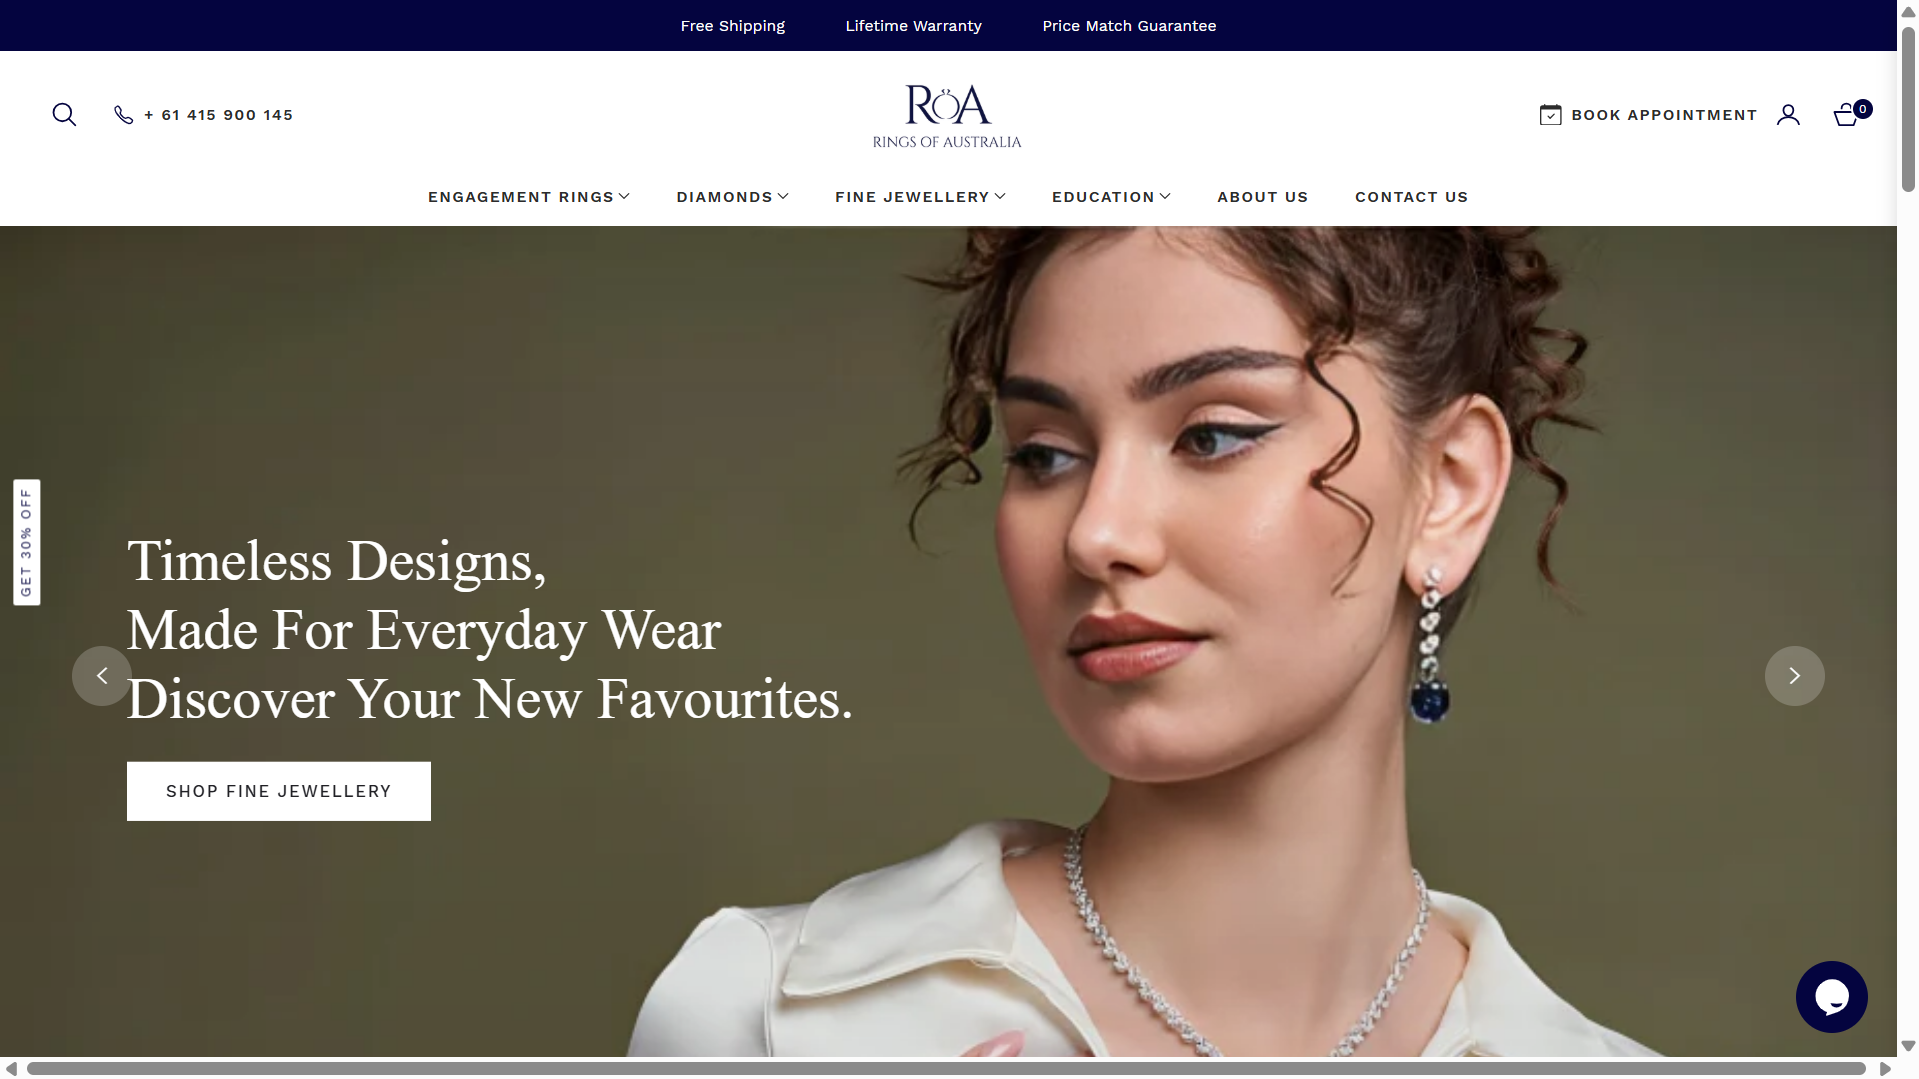 Free Shipping
Lifetime Warranty
Price Match Guarantee
+ 61 415 900 145
ROA
RINGS OF AUSTRALIA
BOOK APPOINTMENT
0
ENGAGEMENT RINGS
DIAMONDS
FINE JEWELLERY
EDUCATION
ABOUT US
CONTACT US
GET 30% OFF
Timeless Designs,
Made For Everyday Wear
Discover Your New Favourites.
SHOP FINE JEWELLERY